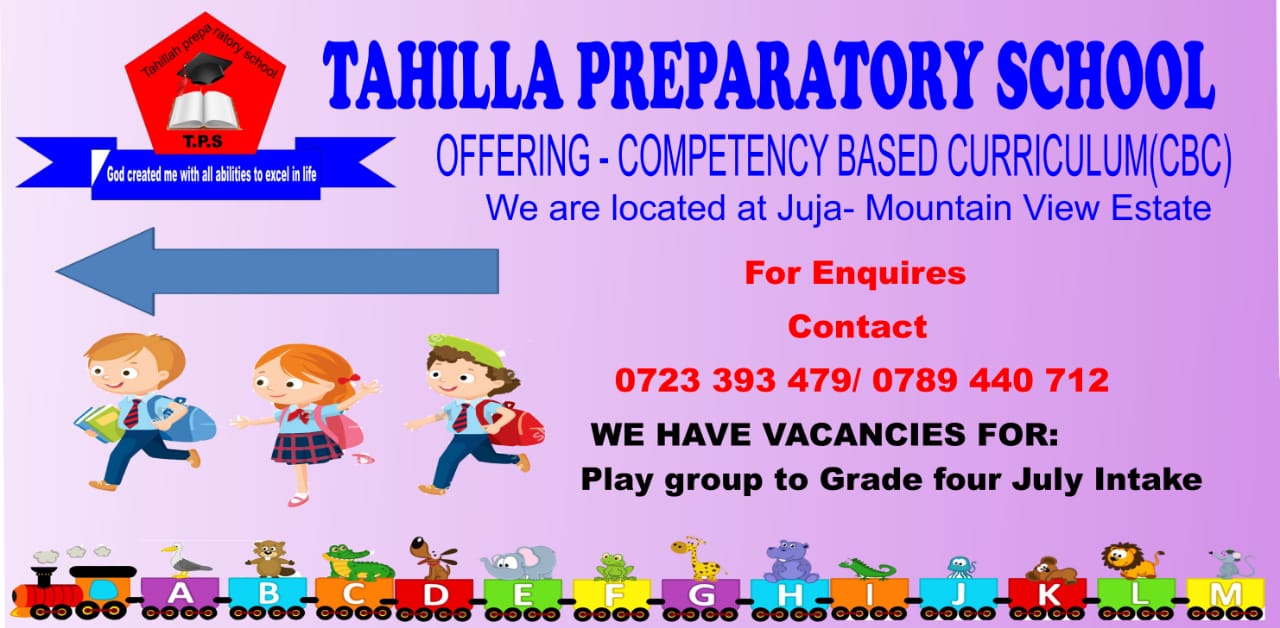 Tahillah prepa ratory school
T.P.S
God created me with all abilities to excel in life
TAHILLA PREPARATORY SCHOOL
OFFERING - COMPETENCY BASED CURRICULUM(CBC)
We are located at Juja- Mountain View Estate
For Enquires
Contact
0723 393 479/ 0789 440 712
WE HAVE VACANCIES FOR:
Play group to Grade four July Intake
A B C D E F G H I J K L M